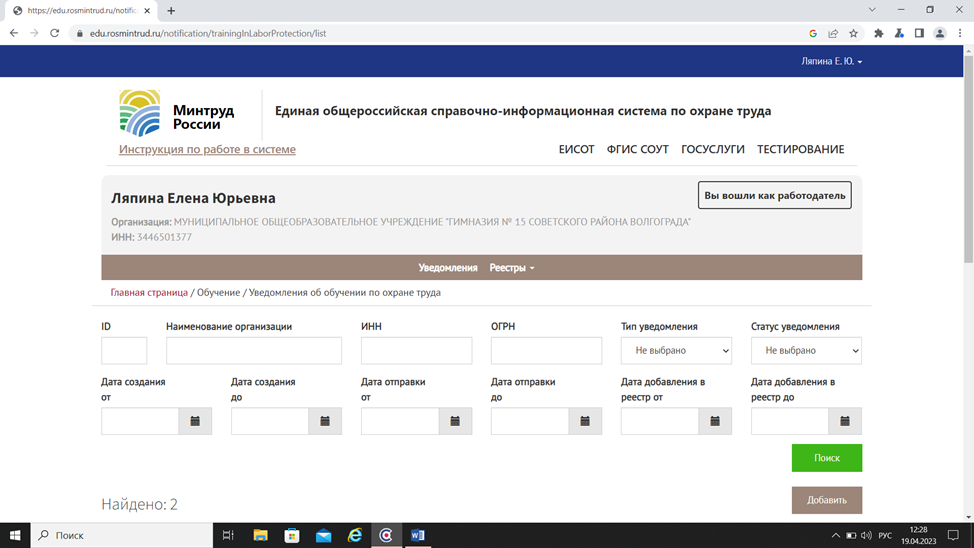 https://edu.rosmintrud.ru/notific
edu.rosmintrud.ru/notification/trainingInLaborProtection/list
Ляпина Е. Ю.
Минтруд
России
Единая общероссийская справочно-информационная система по охране труда
Инструкция по работе в системе
ЕИСОТ ФГИС СОУТ ГОСУСЛУГИ ТЕСТИРОВАНИЕ
Ляпина Елена Юрьевна
Вы вошли как работодатель
Организация: МУНИЦИПАЛЬНОЕ ОБЩЕОБРАЗОВАТЕЛЬНОЕ УЧРЕЖДЕНИЕ "ГИМНАЗИЯ № 15 СОВЕТСКОГО РАЙОНА ВОЛГОГРАДА"
ИНН: 3446501377
Уведомления Реестры
Главная страница / Обучение / Уведомления об обучении по охране труда
ID Наименование организации ИНН ОГРН Тип уведомления Статус уведомления
Не выбрано Не выбрано
Дата создания Дата создания Дата отправки Дата отправки Дата добавления в Дата добавления в
от до от до реестр от реестр до
Поиск
Найдено: 2
Добавить
Поиск
РУС
12:28
19.04.2023